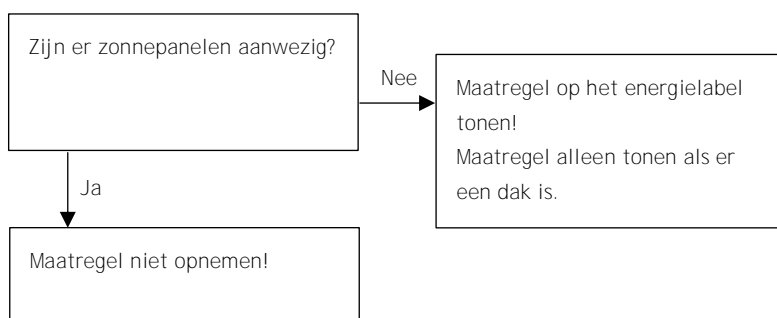 Zijn er zonnepanelen aanwezig?
Nee
Maatregel op het energielabel
tonen!
Maatregel alleen tonen als er
een dak is.
Ja
Maatregel niet opnemen!